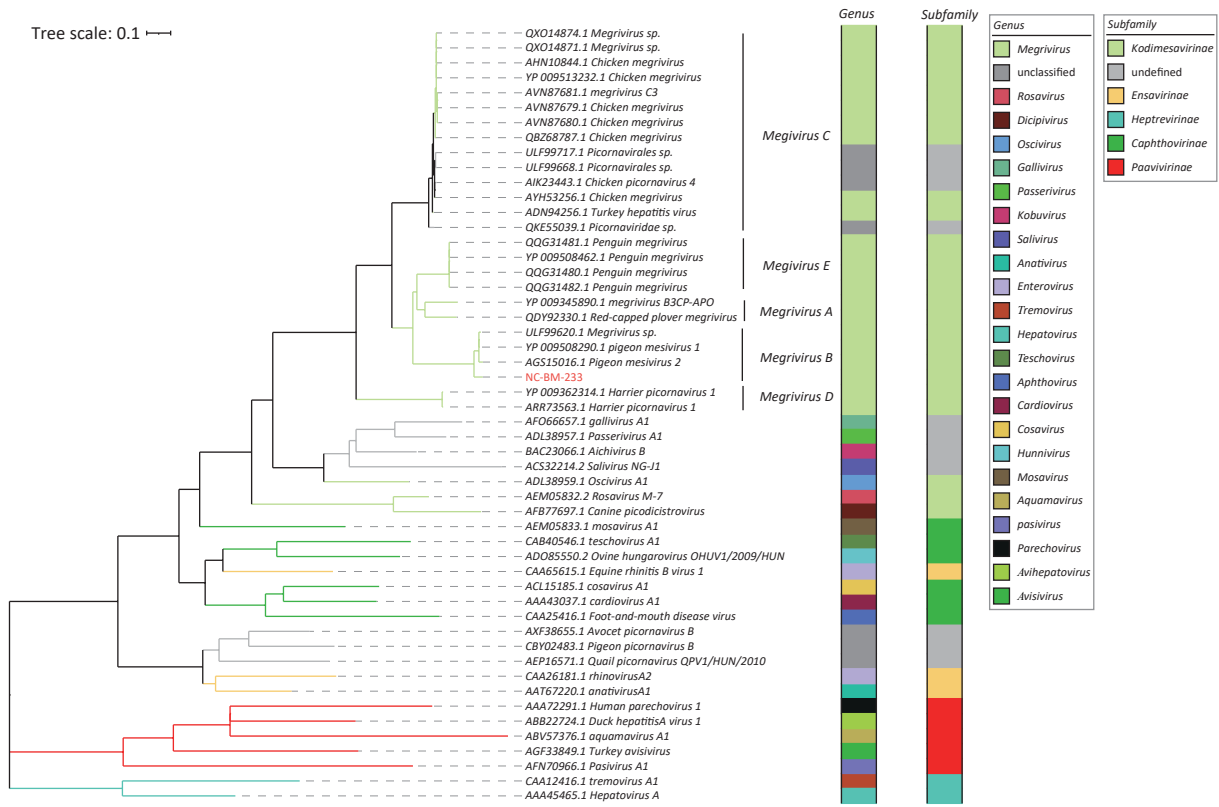 Tree scale: 0.1
Genus
Subfamily
QXO14874.1 Megrivirus sp.
QXO14871.1 Megrivirus sp.
AHN10844.1 Chicken megrivirus
YP 009513232.1 Chicken megrivirus
AVN87681.1 megrivirus C3
AVN87679.1 Chicken megrivirus
AVN87680.1 Chicken megrivirus
QBZ68787.1 Chicken megrivirus
ULF99717.1 Picornavirales sp.
ULF99668.1 Picornavirales sp.
AIK23443.1 Chicken picornavirus 4
AYH53256.1 Chicken megrivirus
ADN94256.1 Turkey hepatitis virus
QKE55039.1 Picornaviridae sp.
QQG31481.1 Penguin megrivirus
YP 009508462.1 Penguin megrivirus
QQG31480.1 Penguin megrivirus
QQG31482.1 Penguin megrivirus
YP 009345890.1 megrivirus B3CP-APO
QDY92330.1 Red-capped plover megrivirus
ULF99620.1 Megrivirus sp.
YP 009508290.1 pigeon mesivirus 1
AGS15016.1 Pigeon mesivirus 2
NC-BM-233
YP 009362314.1 Harrier picornavirus 1
ARR73563.1 Harrier picornavirus 1
AFO66657.1 gallivirus A1
ADL38957.1 Passerivirus A1
BAC23066.1 Aichivirus B
ACS32214.2 Salivirus NG-J1
ADL38959.1 Oscivirus A1
AEM05832.2 Rosavirus M-7
AFB77697.1 Canine picodicistrovirus
AEM05833.1 mosavirus A1
CAB40546.1 teschovirus A1
ADO85550.2 Ovine hungarovirus OHUV1/2009/HUN
CAA65615.1 Equine rhinitis B virus 1
ACL15185.1 cosavirus A1
AAA43037.1 cardiovirus A1
CAA25416.1 Foot-and-mouth disease virus
AXF38655.1 Avocet picornavirus B
CBY02483.1 Pigeon picornavirus B
AEP16571.1 Quail picornavirus QPV1/HUN/2010
CAA26181.1 rhinovirusA2
AAT67220.1 anativirusA1
AAA72291.1 Human parechovirus 1
ABB22724.1 Duck hepatitisA virus 1
ABV57376.1 aquamavirus A1
AGF33849.1 Turkey avisivirus
AFN70966.1 Pasivirus A1
CAA12416.1 tremovirus A1
AAA45465.1 Hepatovirus A
Megivirus C
Megivirus E
Megrivirus A
Megrivirus B
Megrivirus D
Genus
Megrivirus
unclassified
Rosavirus
Dicipivirus
Oscivirus
Gallivirus
Passerivirus
Kobuvirus
Salivirus
Anativirus
Enterovirus
Tremovirus
Hepatovirus
Teschovirus
Aphthovirus
Cardiovirus
Cosavirus
Hunnivirus
Mosavirus
Aquamavirus
pasivirus
Parechovirus
Avihepatovirus
Avisivirus
Subfamily
Kodimesavirinae
undefined
Ensavirinae
Heptrevirinae
Caphthovirinae
Paavivirinae